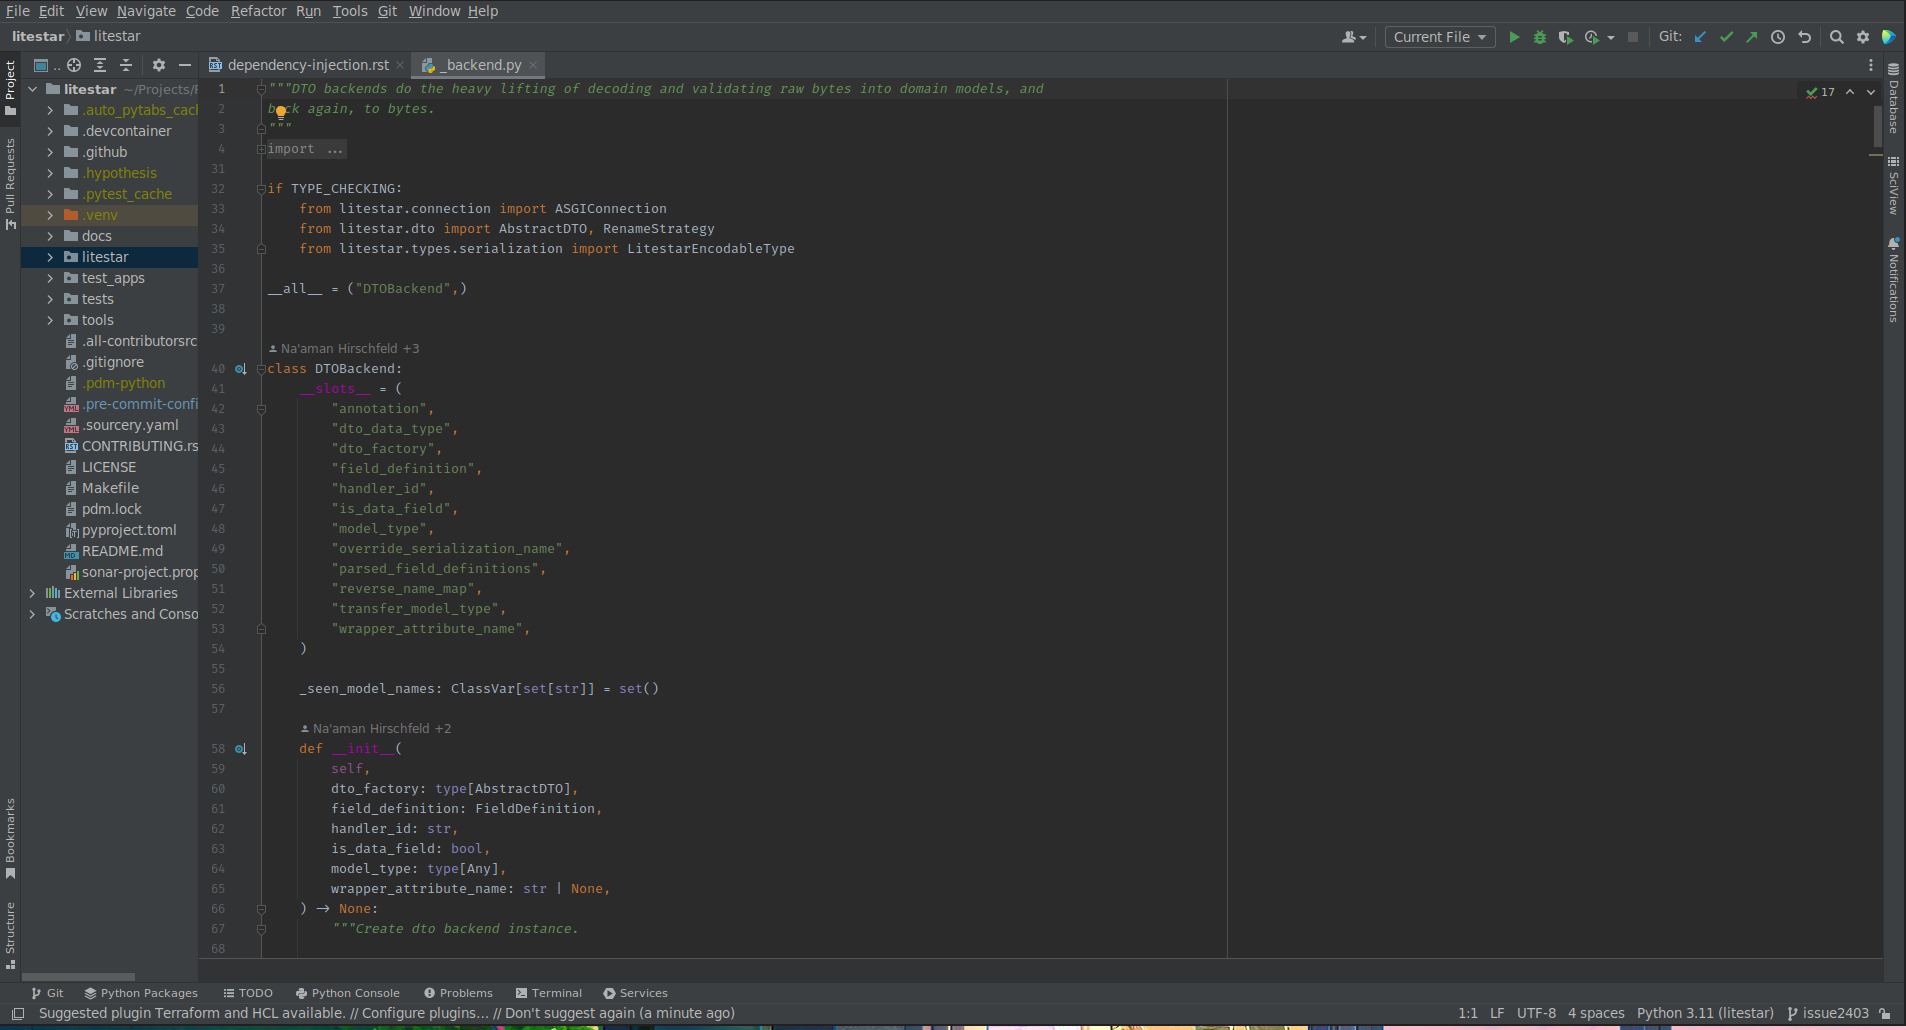 File Edit View Navigate Code Refactor Run Tools Git Window Help
litestar litestar
Current File
Git:
dependency-injection.rst
_backend.py
Project
Pull Requests
Bookmarks
Structure
litestar ~/Projects/
.auto_pytabs_cac
.devcontainer
.github
.hypothesis
.pytest_cache
.venv
docs
litestar
test_apps
tests
tools
.all-contributorsrc
.gitignore
.pdm-python
.pre-commit-confi
.sourcery.yaml
CONTRIBUTING.rs
LICENSE
Makefile
pdm.lock
pyproject.toml
README.md
sonar-project.prop
External Libraries
Scratches and Conso
17
1 """DTO backends do the heavy lifting of decoding and validating raw bytes into domain models, and
2 back again, to bytes.
3 """
4 import ...
31
32 if TYPE_CHECKING:
33 from litestar.connection import ASGIConnection
34 from litestar.dto import AbstractDTO, RenameStrategy
35 from litestar.types.serialization import LitestarEncodableType
36
37 __all__ = ("DTOBackend",)
38
39
Na'aman Hirschfeld +3
40 class DTOBackend:
41 __slots__ = (
42 "annotation",
43 "dto_data_type",
44 "dto_factory",
45 "field_definition",
46 "handler_id",
47 "is_data_field",
48 "model_type",
49 "override_serialization_name",
50 "parsed_field_definitions",
51 "reverse_name_map",
52 "transfer_model_type",
53 "wrapper_attribute_name",
54 )
55
56 _seen_model_names: ClassVar[set[str]] = set()
57
Na'aman Hirschfeld +2
58 def __init__(
59 self,
60 dto_factory: type[AbstractDTO],
61 field_definition: FieldDefinition,
62 handler_id: str,
63 is_data_field: bool,
64 model_type: type[Any],
65 wrapper_attribute_name: str | None,
66 ) → None:
67 """Create dto backend instance.
68
Database
SciView
Notifications
Git Python Packages TODO Python Console Problems Terminal Services
Suggested plugin Terraform and HCL available. // Configure plugins... // Don't suggest again (a minute ago)
1:1 LF UTF-8 4 spaces Python 3.11 (litestar) issue2403